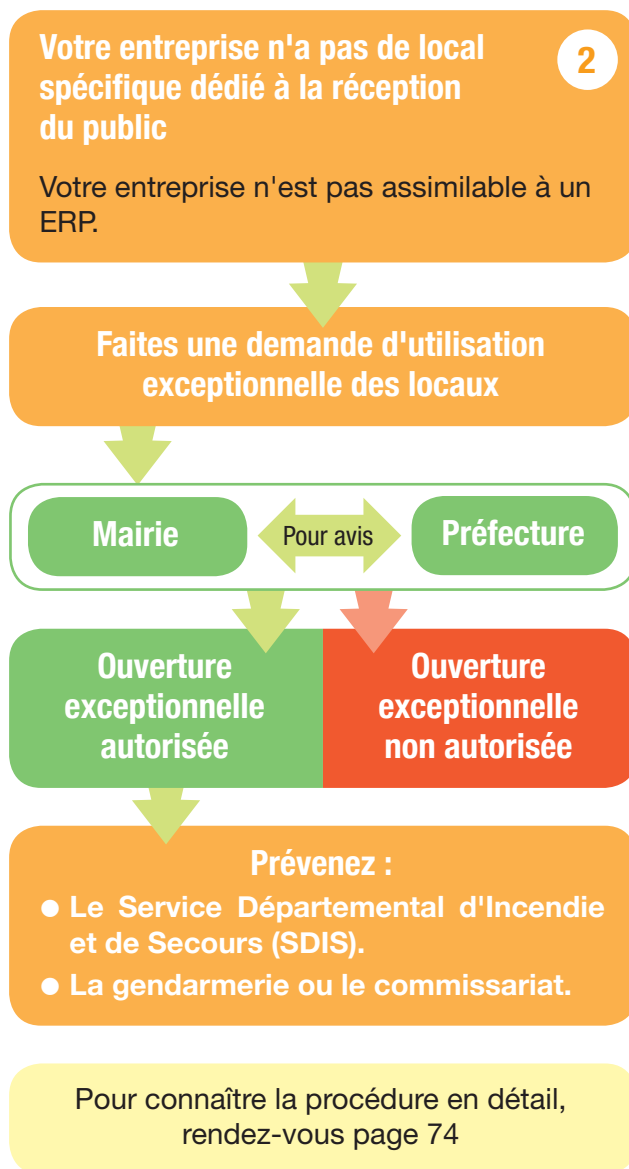 Votre entreprise n'a pas de local
spécifique dédié à la réception
du public
2
Votre entreprise n'est pas assimilable à un
ERP.
Faites une demande d'utilisation
exceptionnelle des locaux
Mairie
Pour avis
Préfecture
Ouverture
exceptionnelle
autorisée
Ouverture
exceptionnelle
non autorisée
Prévenez :
● Le Service Départemental d'Incendie
et de Secours (SDIS).
● La gendarmerie ou le commissariat.
Pour connaître la procédure en détail,
rendez-vous page 74